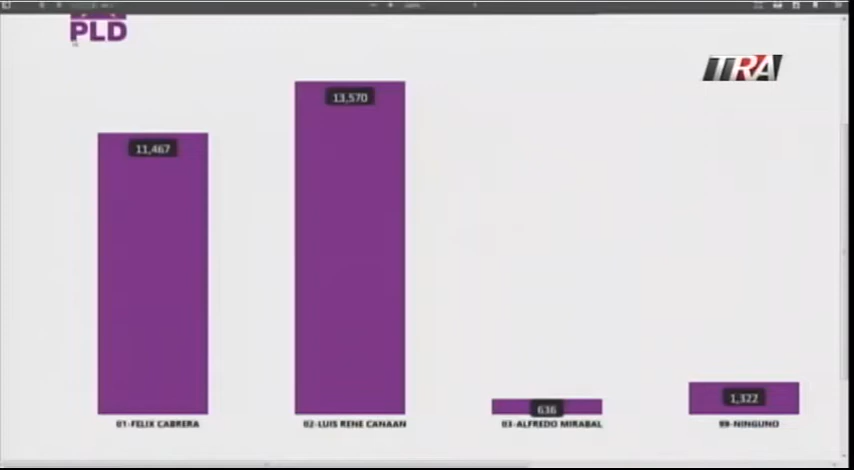 PLD
TRA
13,570
11,467
1,322
636
01-FELIX CABRERA
02-LUIS RENE CANAAN
03-ALFREDO MIRABAL
99-NINGUNO